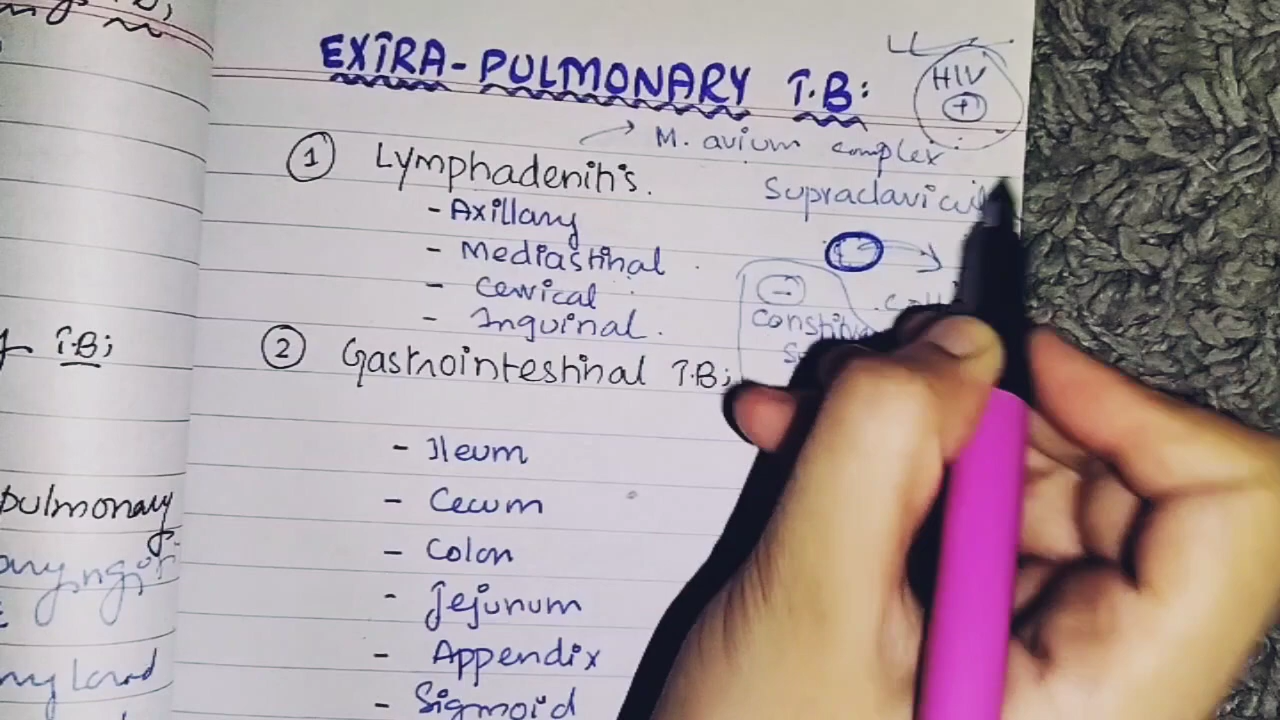 EXTRA-PULMONARY T.B:
HIV
+
→ M. avium complex
① Lymphadenitis.
Supraclavicul
- Axillary
- Mediastinal
- Cervical
- Inguinal.
② Gastrointestinal T.B;
- Ileum
- Cecum
- Colon
- Jejunum
- Appendix
- Sigmoid
T.B;
pulmonary